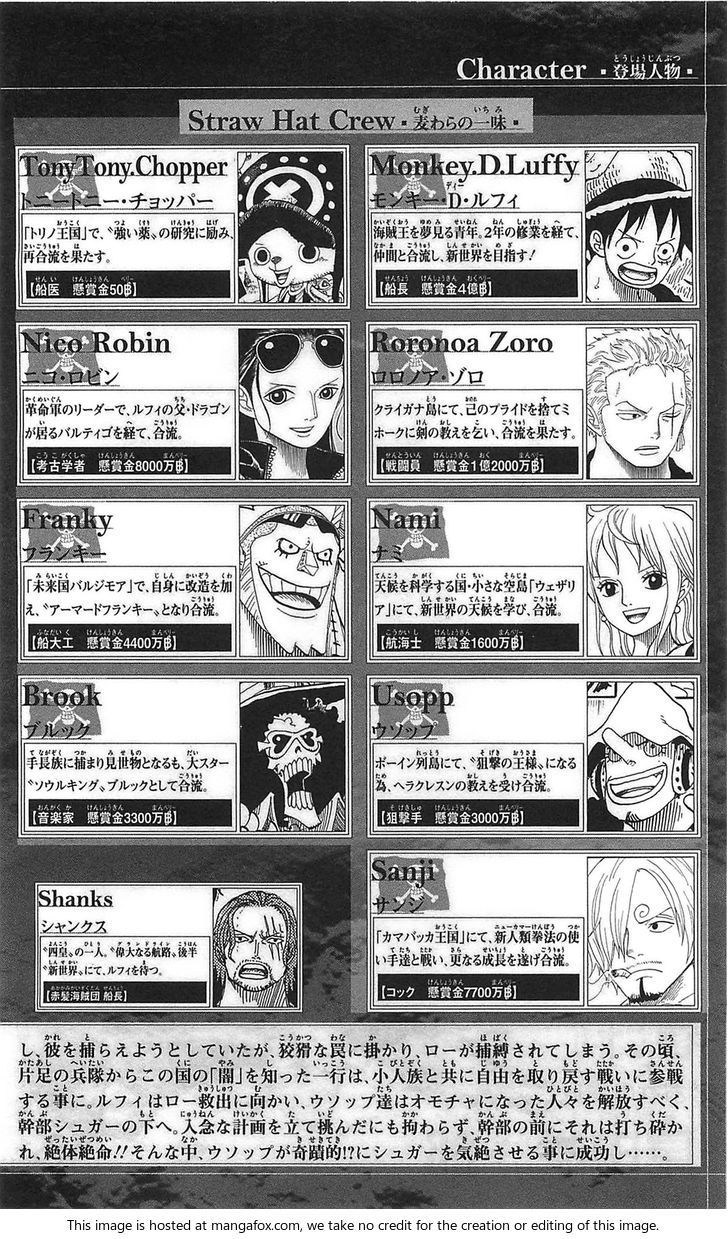 Character ・登場人物・
Straw Hat Crew・麦わらの一味・
Monkey.D.Luffy
モンキー・D・ルフィ
海賊王を夢見る青年。2年の修業を経て、
仲間と合流し、新世界を目指す!
【船長 懸賞金4億฿】
TonyTony.Chopper
トニートニー・チョッパー
「トリノ王国」で、〝強い薬〟の研究に励み、
再合流を果たす。
【船医 懸賞金50฿】
Roronoa Zoro
ロロノア・ゾロ
クライガナ島にて、己のプライドを捨てミ
ホークに剣の教えを乞い、合流を果たす。
【戦闘員 懸賞金1億2000万฿】
Nico Robin
ニコ・ロビン
革命軍のリーダーで、ルフィの父・ドラゴン
が居るバルティゴを経て、合流。
【考古学者 懸賞金8000万฿】
Nami
ナミ
天候を科学する国・小さな空島「ウェザリ
ア」にて、新世界の天候を学び、合流。
【航海士 懸賞金1600万฿】
Franky
フランキー
「未来国バルジモア」で、自身に改造を加
え、〝アーマードフランキー〟となり合流。
【船大工 懸賞金4400万฿】
Usopp
ウソップ
ボーイン列島にて、〝狙撃の王様〟になる
為、ヘラクレスンの教えを受け合流。
【狙撃手 懸賞金3000万฿】
Brook
ブルック
手長族に捕まり見世物となるも、大スター
〝ソウルキング〟ブルックとして合流。
【音楽家 懸賞金3300万฿】
Sanji
サンジ
「カマバッカ王国」にて、新人類拳法の使
い手達と戦い、更なる成長を遂げ合流。
【コック 懸賞金7700万฿】
Shanks
シャンクス
〝四皇〟の一人。〝偉大なる航路〟後半
〝新世界〟にて、ルフィを待つ。
【赤髪海賊団 船長】
し、彼を捕らえようとしていたが、狡猾な罠に掛かり、ローが捕縛されてしまう。その頃、
片足の兵隊からこの国の「闇」を知った一行は、小人族と共に自由を取り戻す戦いに参戦
する事に。ルフィはロー救出に向かい、ウソップ達はオモチャになった人々を解放すべく、
幹部シュガーの下へ。入念な計画を立て挑んだにも拘わらず、幹部の前にそれは打ち砕か
れ、絶体絶命!!そんな中、ウソップが奇蹟的!?にシュガーを気絶させる事に成功し……。
This image is hosted at mangafox.com, we take no credit for the creation or editing of this image.